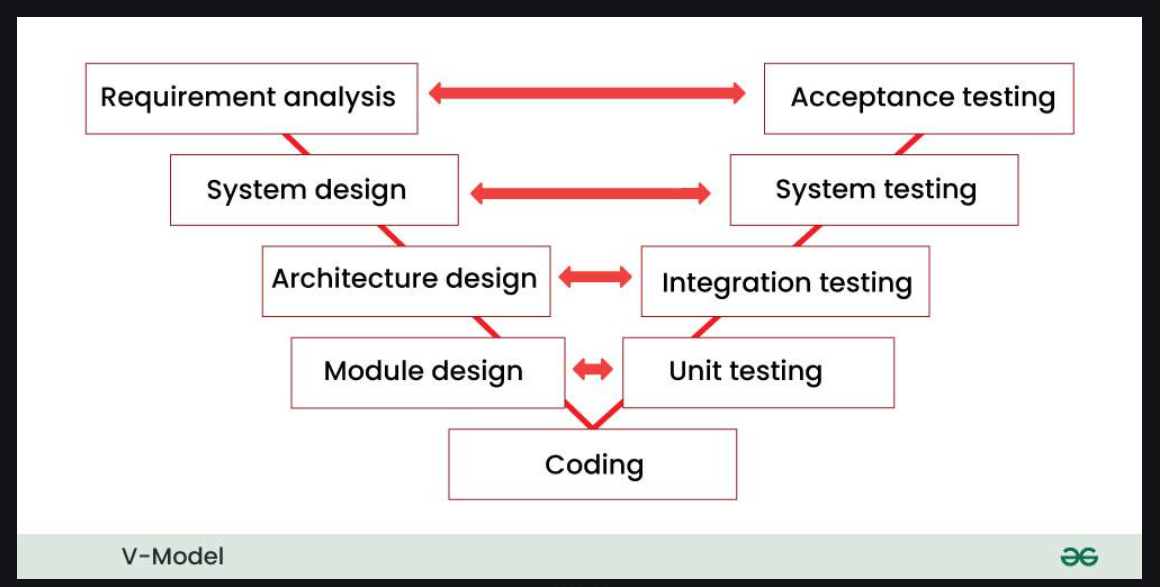 Requirement analysis
Acceptance testing
System design
System testing
Architecture design
Integration testing
Module design
Unit testing
Coding
V-Model